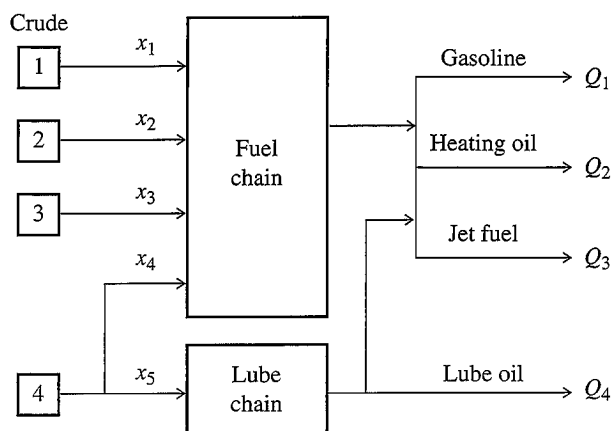 Crude
1
x1
2
x2
3
x3
x4
4
x5
Fuel
chain
Lube
chain
Gasoline
Q1
Heating oil
Q2
Jet fuel
Q3
Lube oil
Q4